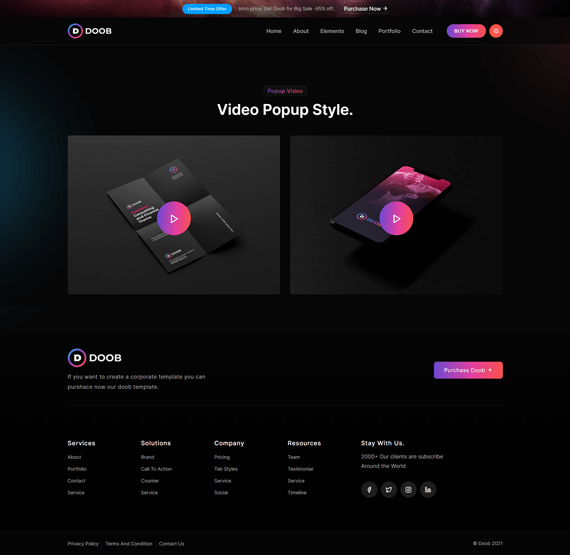 Limited Time Offer Intro price. Get Doob for Big Sale -95% off. Purchase Now →
DOOB Home About Elements Blog Portfolio Contact BUY NOW
Popup Video
Video Popup Style.
DOOB
DOOB
DOOB
If you want to create a corporate template you can
purshace now our doob template.
Purchase Doob →
Services Solutions Company Resources Stay With Us.
About Brand Pricing Team 2000+ Our clients are subscribe
Around the World
Portfolio Call To Action Tab Styles Testimonial
Contact Counter Service Service
Service Service Social Timeline
Privacy Policy Terms And Condition Contact Us © Doob 2021